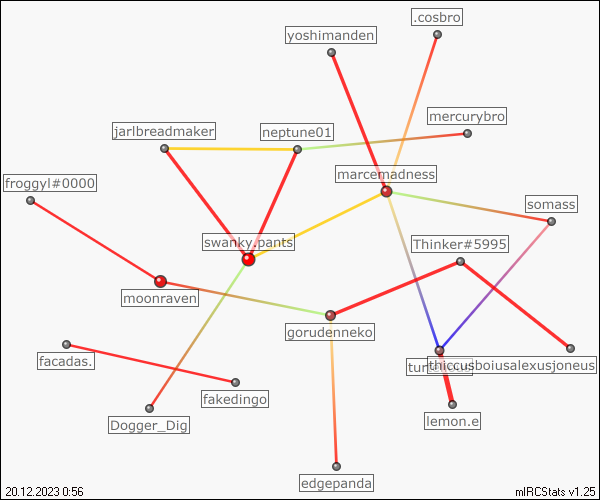 .cosbro
yoshimanden
mercurybro
jarlbreadmaker
neptune01
marcemadness
froggyl#0000
somass
swanky.pants
Thinker#5995
moonraven
gorudenneko
facadas.
thiccusboiusalexusjoneus
fakedingo
Dogger_Dig
lemon.e
edgepanda
20.12.2023 0:56
mIRCStats v1.25